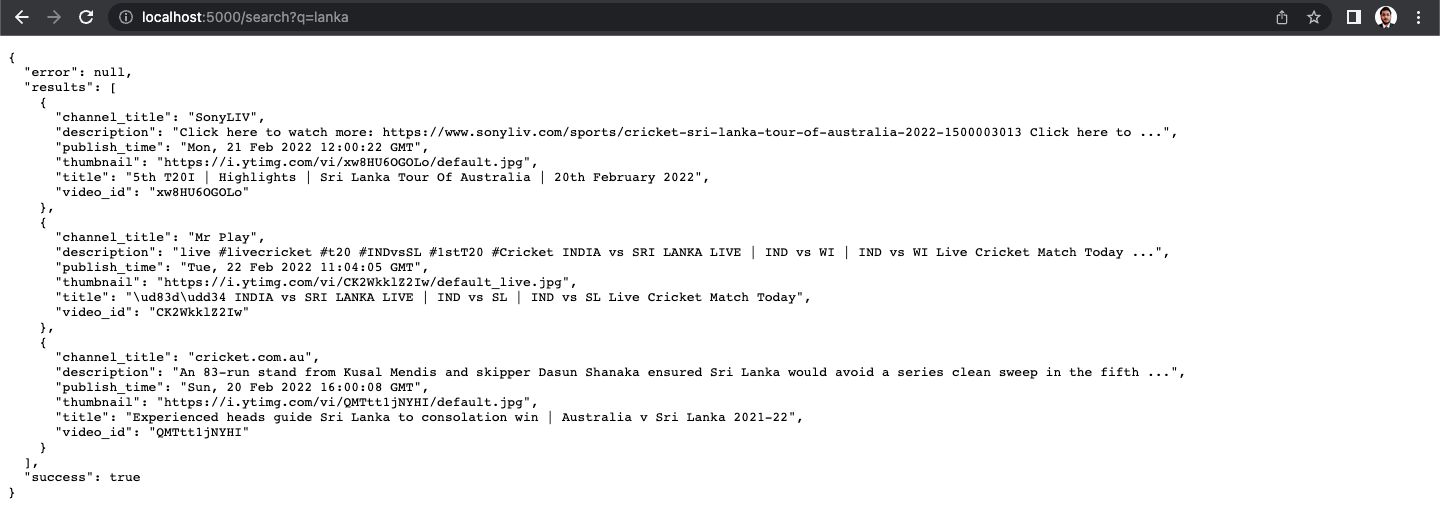 localhost:5000/search?q=lanka
{
"error": null,
"results": [
{
"channel_title": "SonyLIV",
"description": "Click here to watch more: https://www.sonyliv.com/sports/cricket-sri-lanka-tour-of-australia-2022-1500003013 Click here to ...",
"publish_time": "Mon, 21 Feb 2022 12:00:22 GMT",
"thumbnail": "https://i.ytimg.com/vi/xw8HU6OGOLo/default.jpg",
"title": "5th T20I | Highlights | Sri Lanka Tour Of Australia | 20th February 2022",
"video_id": "xw8HU6OGOLo"
},
{
"channel_title": "Mr Play",
"description": "live #livecricket #t20 #INDvsSL #1stT20 #Cricket INDIA vs SRI LANKA LIVE | IND vs WI | IND vs WI Live Cricket Match Today ...",
"publish_time": "Tue, 22 Feb 2022 11:04:05 GMT",
"thumbnail": "https://i.ytimg.com/vi/CK2WkklZ2Iw/default_live.jpg",
"title": "\ud83d\udd34 INDIA vs SRI LANKA LIVE | IND vs SL | IND vs SL Live Cricket Match Today",
"video_id": "CK2WkklZ2Iw"
},
{
"channel_title": "cricket.com.au",
"description": "An 83-run stand from Kusal Mendis and skipper Dasun Shanaka ensured Sri Lanka would avoid a series clean sweep in the fifth ...",
"publish_time": "Sun, 20 Feb 2022 16:00:08 GMT",
"thumbnail": "https://i.ytimg.com/vi/QMTtt1jNYHI/default.jpg",
"title": "Experienced heads guide Sri Lanka to consolation win | Australia v Sri Lanka 2021-22",
"video_id": "QMTtt1jNYHI"
}
],
"success": true
}